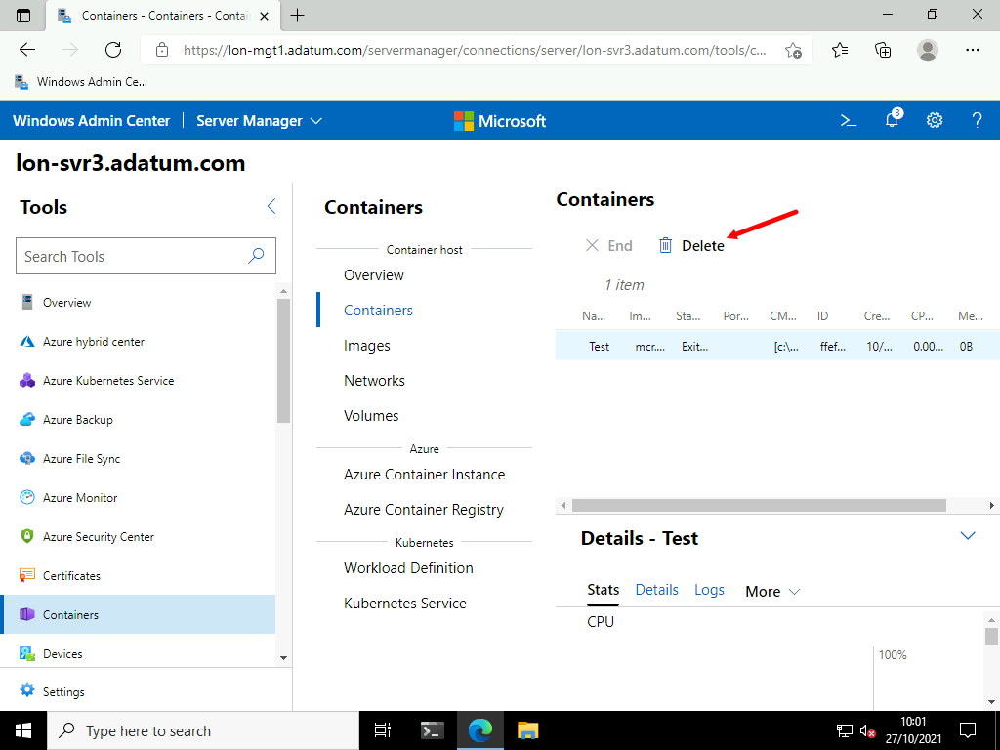 Containers - Containers - Contai
https://lon-mgt1.adatum.com/servermanager/connections/server/lon-svr3.adatum.com/tools/c...
Windows Admin Ce...
Windows Admin Center
Server Manager
Microsoft
3
?
lon-svr3.adatum.com
Tools
Search Tools
Overview
Azure hybrid center
Azure Kubernetes Service
Azure Backup
Azure File Sync
Azure Monitor
Azure Security Center
Certificates
Containers
Devices
Settings
Containers
Container host
Overview
Containers
Images
Networks
Volumes
Azure
Azure Container Instance
Azure Container Registry
Kubernetes
Workload Definition
Kubernetes Service
Containers
End Delete
1 item
Na... Im... Sta... Por... CM... ID Cre... CP... Me...
Test mcr.... Exit... [c:\... ffef... 10/... 0.00... 0B
Details - Test
Stats Details Logs More
CPU
100%
Type here to search
10:01
27/10/2021